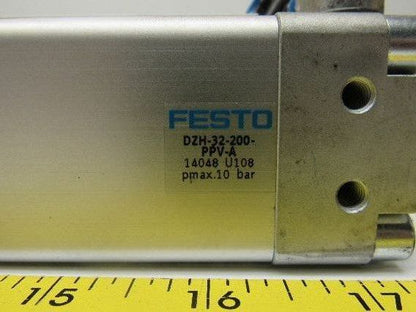 FESTO
DZH-32-200-
PPV-A
14048 U108
pmax.10 bar
15 16 17